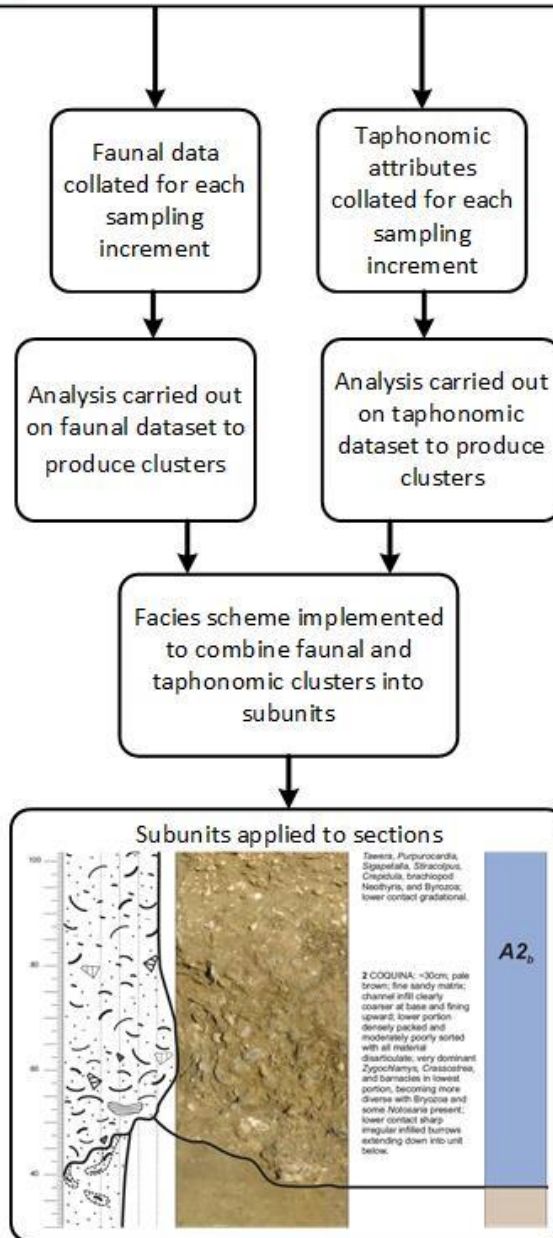 Faunal data
collated for each
sampling
increment
Taphonomic
attributes
collated for each
sampling
increment
Analysis carried out
on faunal dataset to
produce clusters
Analysis carried out
on taphonomic
dataset to produce
clusters
Facies scheme implemented
to combine faunal and
taphonomic clusters into
subunits
Subunits applied to sections
100
80
60
40
Tawera, Purpurocardia,
Sigapatella, Stiracolpus,
Crepidula, brachiopod
Neothyris, and Byrozoa;
lower contact gradational.
2 COQUINA: ~30cm; pale
brown; fine sandy matrix;
channel infill clearly
coarser at base and fining
upward; lower portion
densely packed and
moderately poorly sorted
with all material
disarticulate; very dominant
Zygochlamys, Crassostrea,
and barnacles in lowest
portion, becoming more
diverse with Bryozoa and
some Notosaria present;
lower contact sharp
irregular infilled burrows
extending down into unit
below.
A2b